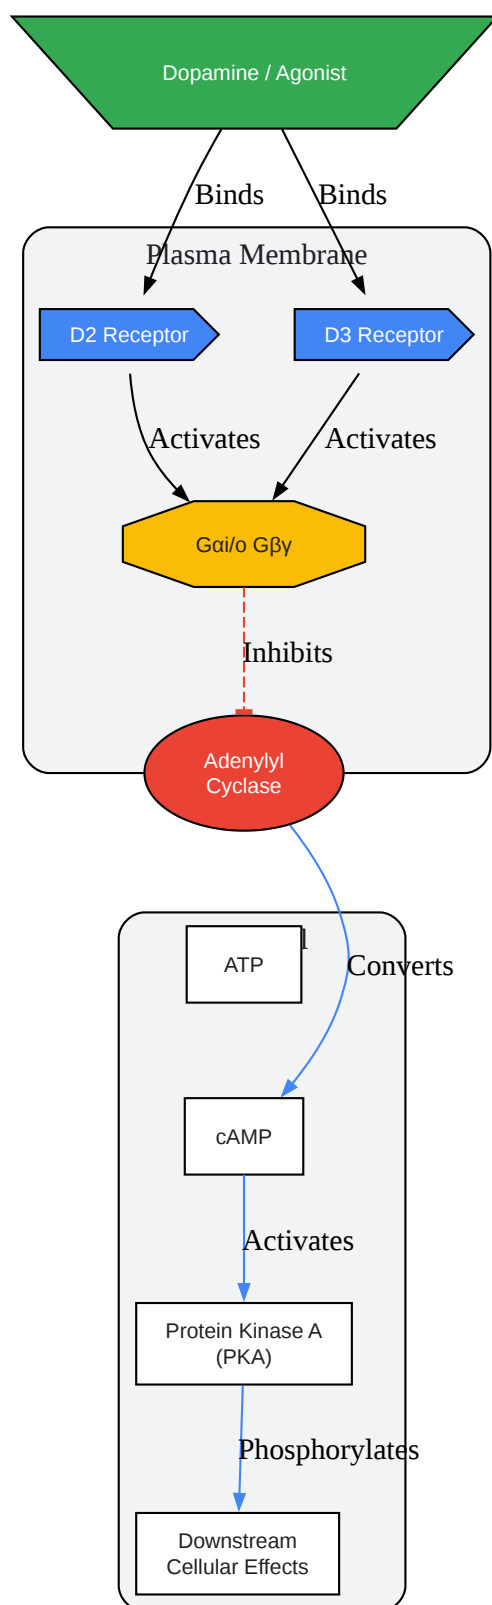 Dopamine / Agonist
Binds
Binds
Plasma Membrane
D2 Receptor
D3 Receptor
Activates
Activates
Gαi/o Gβγ
Inhibits
Adenylyl
Cyclase
ATP
Converts
cAMP
Activates
Protein Kinase A
(PKA)
Phosphorylates
Downstream
Cellular Effects